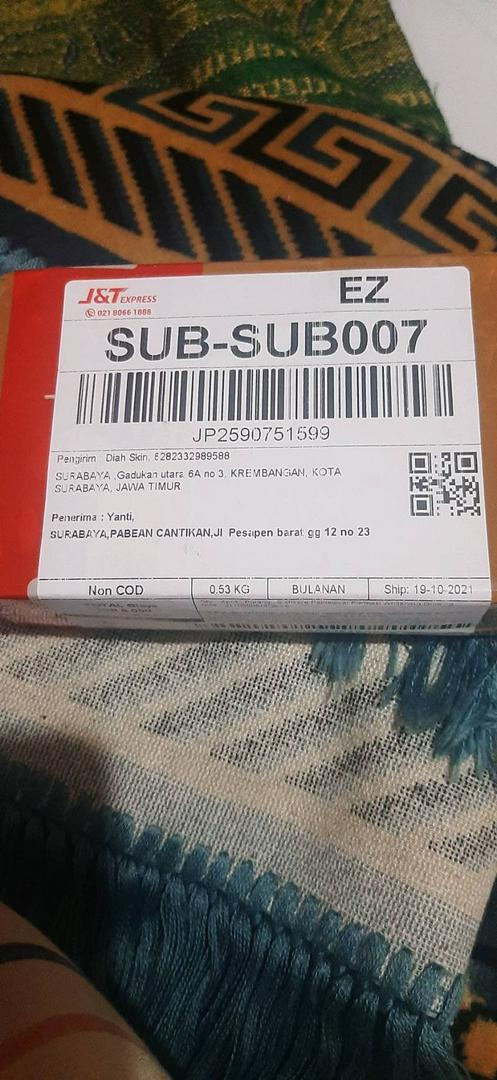 J&T EXPRESS
021 8066 1888
EZ
SUB-SUB007
JP2590751599
Pengirim : Diah Skin, 6282332989588
SURABAYA ,Gadukan utara 6A no 3, KREMBANGAN, KOTA
SURABAYA, JAWA TIMUR
Penerima : Yanti,
SURABAYA,PABEAN CANTIKAN,Jl Pesapen barat gg 12 no 23
Non COD
0.53 KG
BULANAN
Ship: 19-10-2021